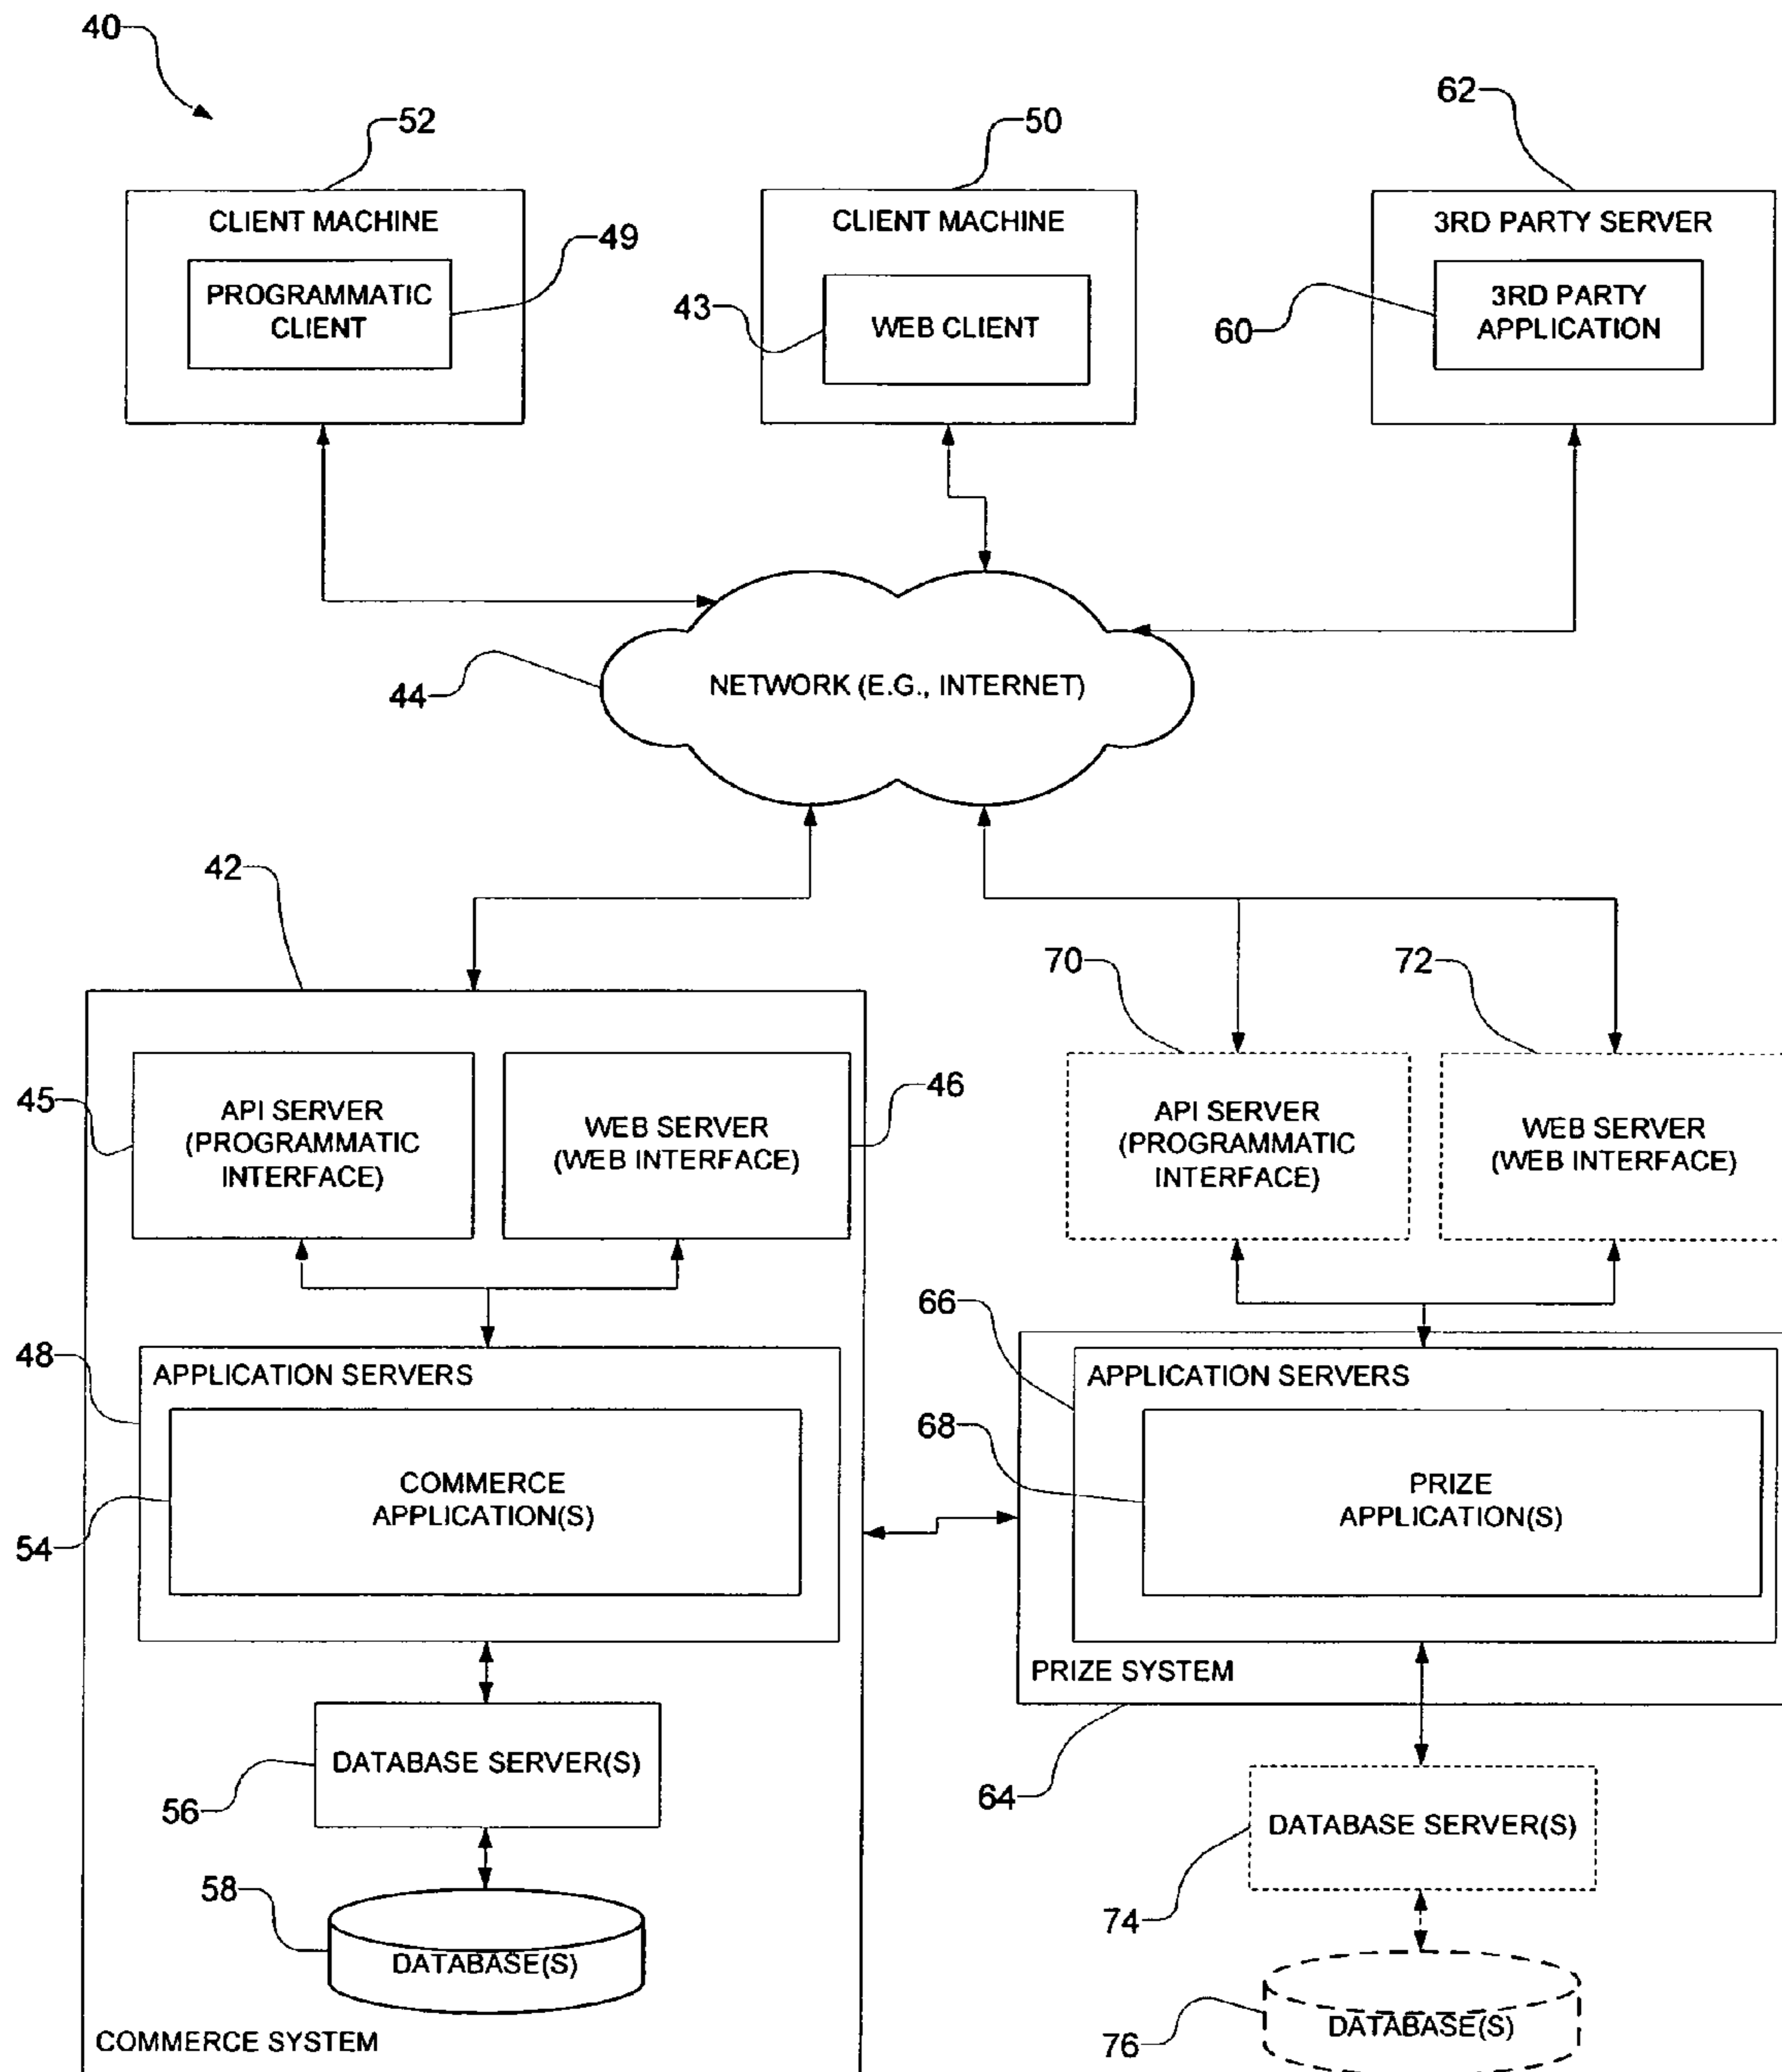 40
52
50
62
CLIENT MACHINE
CLIENT MACHINE
3RD PARTY SERVER
49
PROGRAMMATIC
CLIENT
43
WEB CLIENT
60
3RD PARTY
APPLICATION
44
NETWORK (E.G., INTERNET)
42
70
72
45
API SERVER
(PROGRAMMATIC
INTERFACE)
WEB SERVER
(WEB INTERFACE)
46
API SERVER
(PROGRAMMATIC
INTERFACE)
WEB SERVER
(WEB INTERFACE)
66
48
APPLICATION SERVERS
APPLICATION SERVERS
68
COMMERCE
APPLICATION(S)
PRIZE
APPLICATION(S)
54
PRIZE SYSTEM
DATABASE SERVER(S)
56
64
DATABASE SERVER(S)
58
74
DATABASE(S)
DATABASE(S)
76
COMMERCE SYSTEM